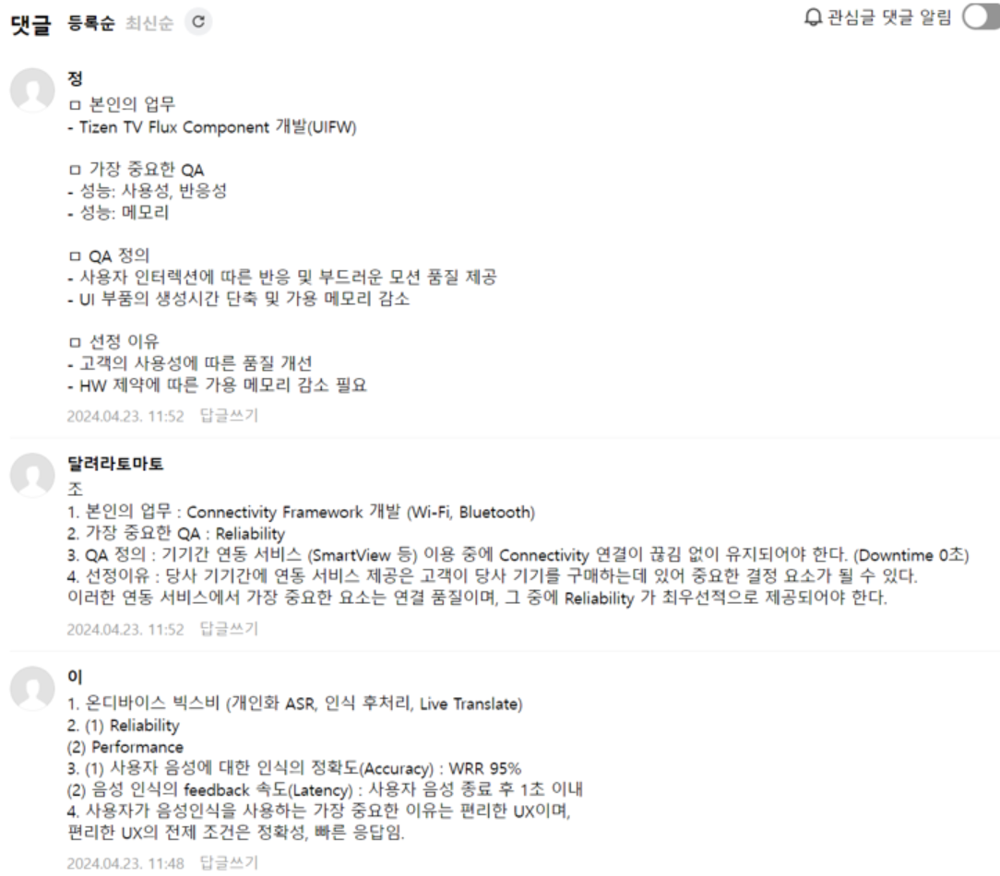 댓글 등록순 최신순
관심글 댓글 알림
정
ㅁ 본인의 업무
- Tizen TV Flux Component 개발(UIFW)
ㅁ 가장 중요한 QA
- 성능: 사용성, 반응성
- 성능: 메모리
ㅁ QA 정의
- 사용자 인터렉션에 따른 반응 및 부드러운 모션 품질 제공
- UI 부품의 생성시간 단축 및 가용 메모리 감소
ㅁ 선정 이유
- 고객의 사용성에 따른 품질 개선
- HW 제약에 따른 가용 메모리 감소 필요
2024.04.23. 11:52 답글쓰기
달려라토마토
조
1. 본인의 업무 : Connectivity Framework 개발 (Wi-Fi, Bluetooth)
2. 가장 중요한 QA : Reliability
3. QA 정의 : 기기간 연동 서비스 (SmartView 등) 이용 중에 Connectivity 연결이 끊김 없이 유지되어야 한다. (Downtime 0초)
4. 선정이유 : 당사 기기간에 연동 서비스 제공은 고객이 당사 기기를 구매하는데 있어 중요한 결정 요소가 될 수 있다.
이러한 연동 서비스에서 가장 중요한 요소는 연결 품질이며, 그 중에 Reliability 가 최우선적으로 제공되어야 한다.
2024.04.23. 11:52 답글쓰기
이
1. 온디바이스 빅스비 (개인화 ASR, 인식 후처리, Live Translate)
2. (1) Reliability
(2) Performance
3. (1) 사용자 음성에 대한 인식의 정확도(Accuracy) : WRR 95%
(2) 음성 인식의 feedback 속도(Latency) : 사용자 음성 종료 후 1초 이내
4. 사용자가 음성인식을 사용하는 가장 중요한 이유는 편리한 UX이며,
편리한 UX의 전제 조건은 정확성, 빠른 응답임.
2024.04.23. 11:48 답글쓰기